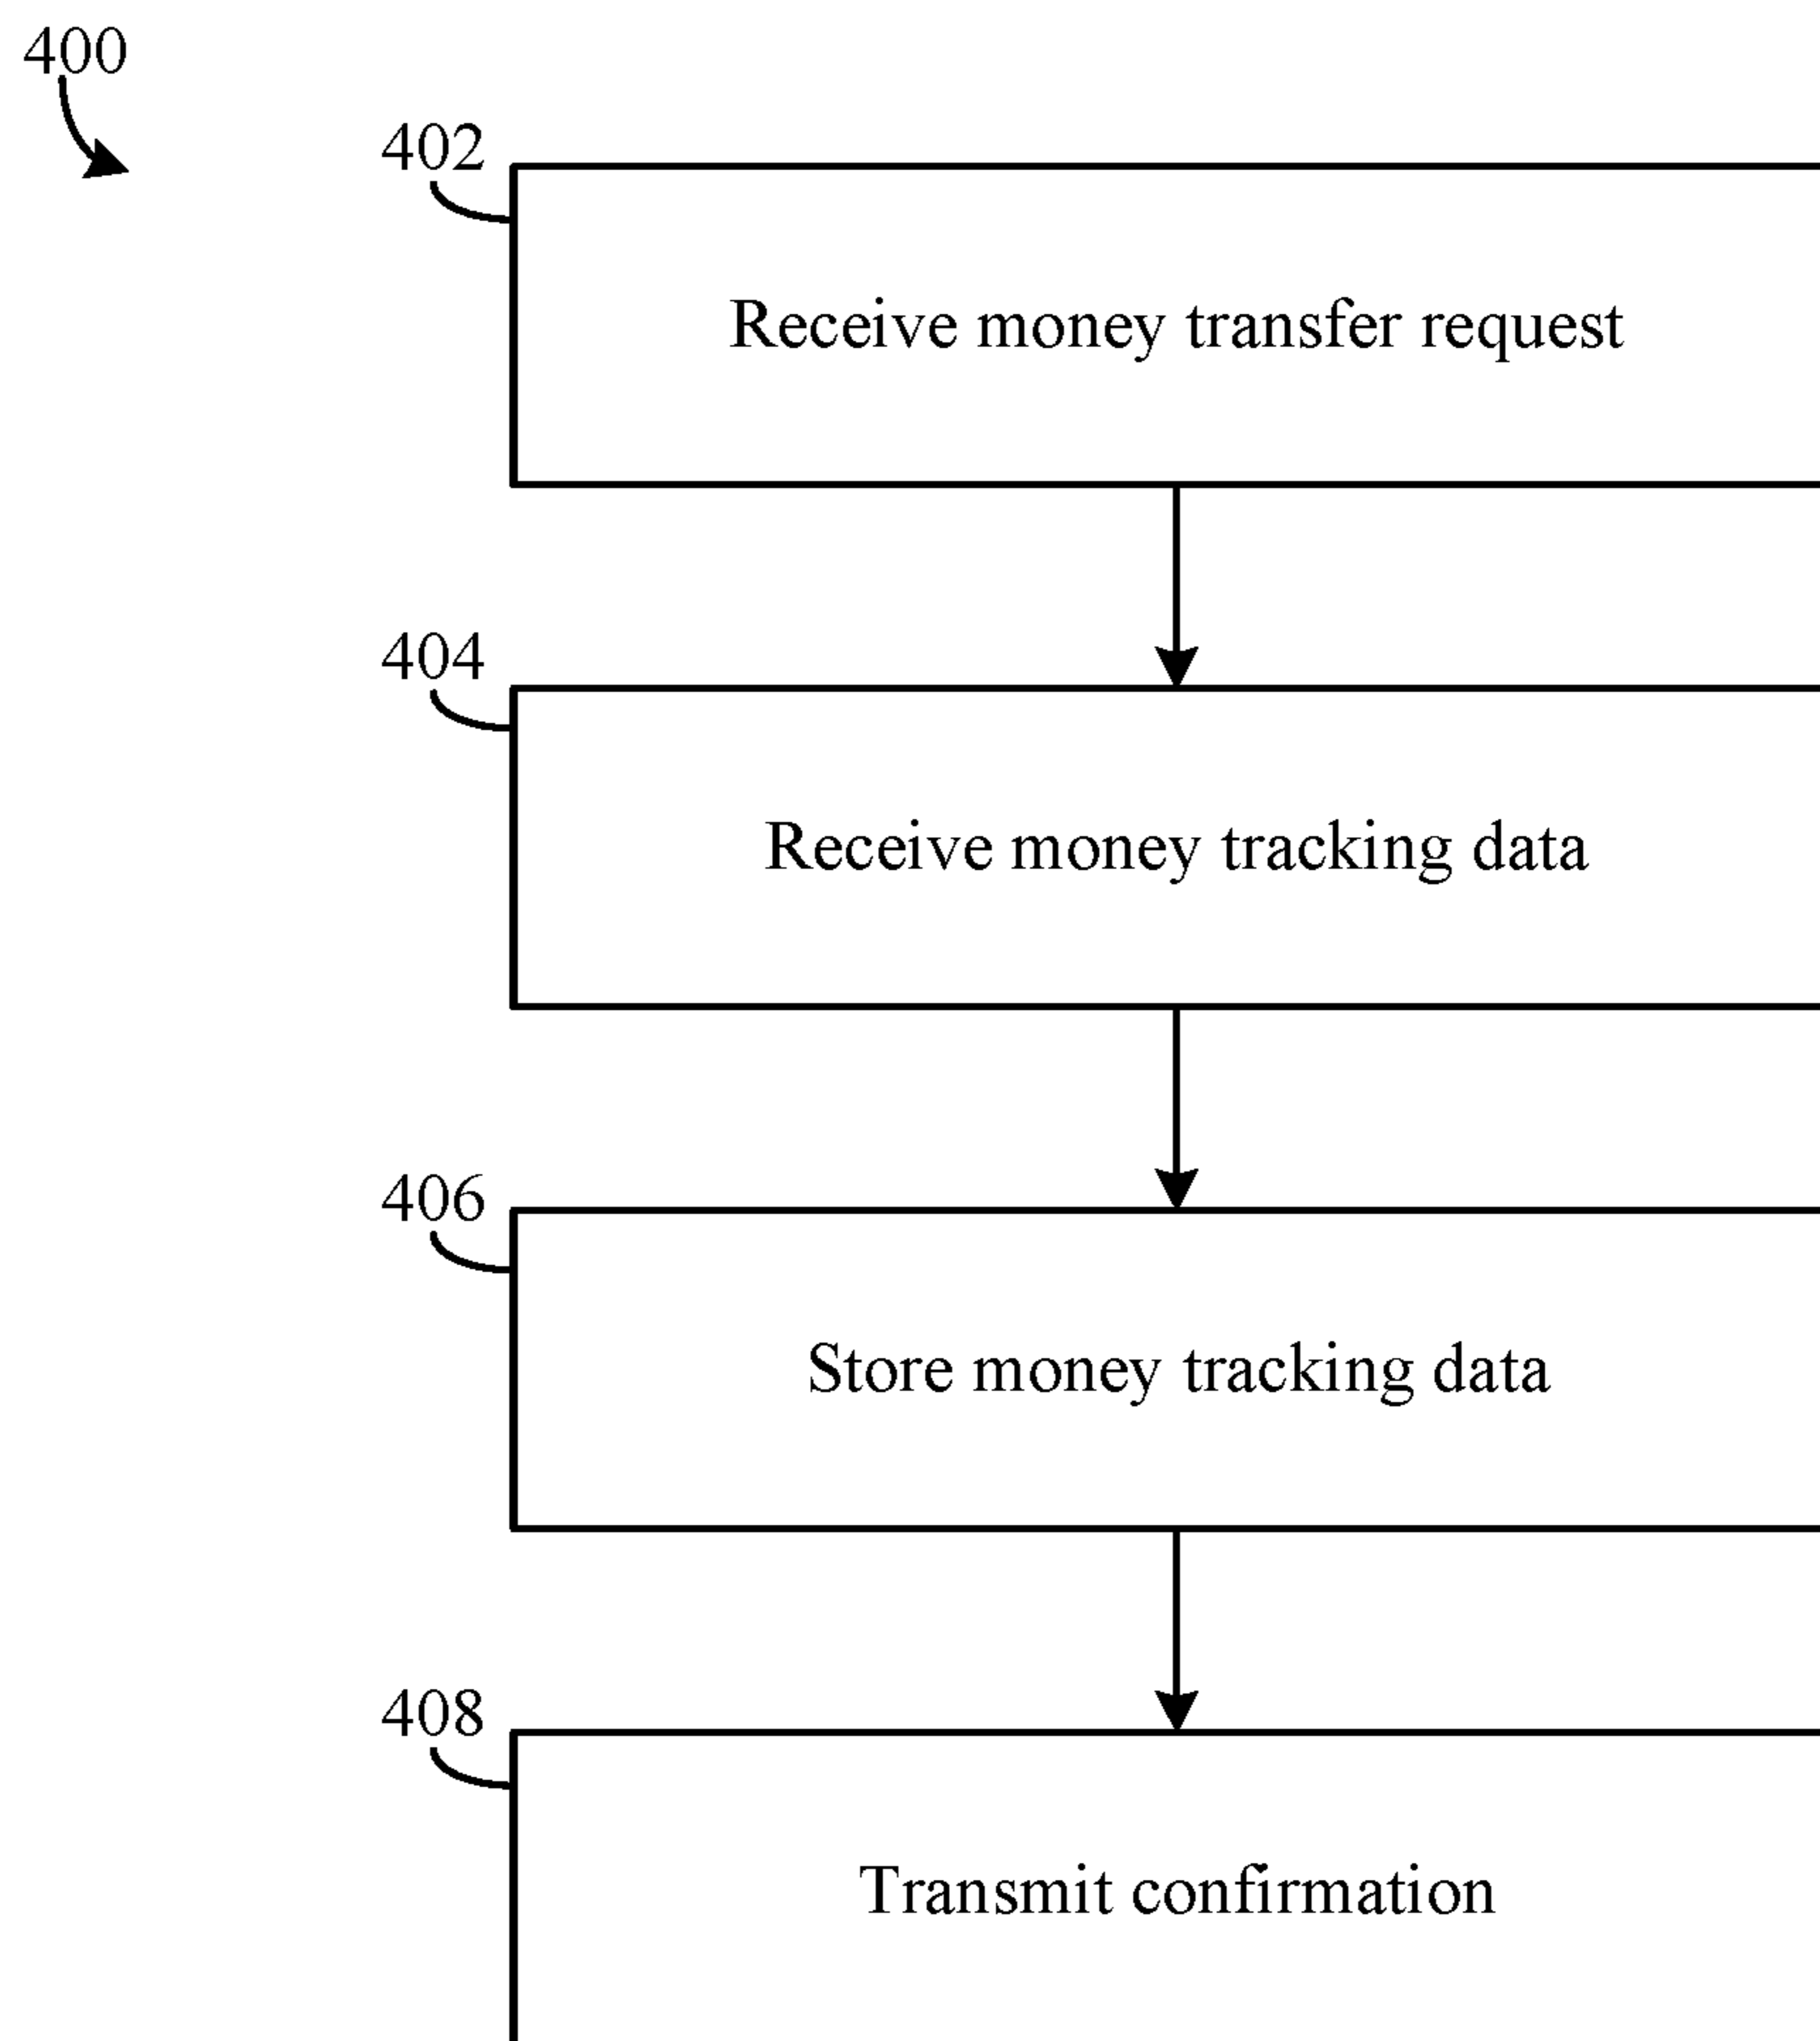 400
402
Receive money transfer request
404
Receive money tracking data
406
Store money tracking data
408
Transmit confirmation